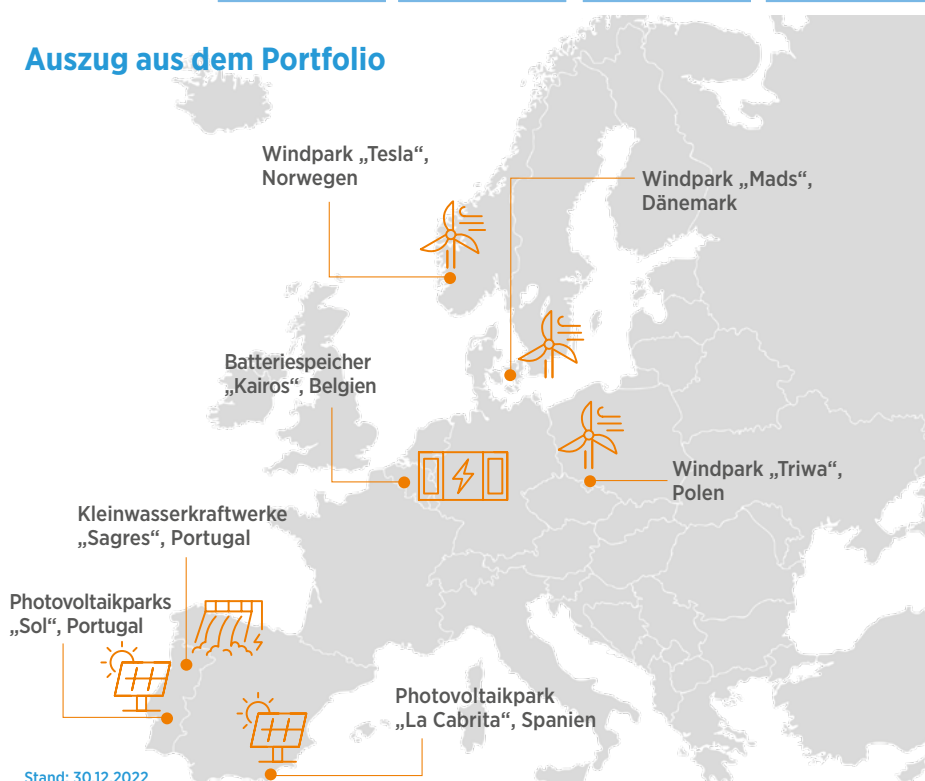 Auszug aus dem Portfolio
Windpark „Tesla“,
Norwegen
Windpark „Mads“,
Dänemark
Batteriespeicher
„Kairos“, Belgien
Windpark „Triwa“,
Polen
Kleinwasserkraftwerke
„Sagres“, Portugal
Photovoltaikparks
„Sol“, Portugal
Photovoltaikpark
„La Cabrita“, Spanien
Stand: 30.12.2022